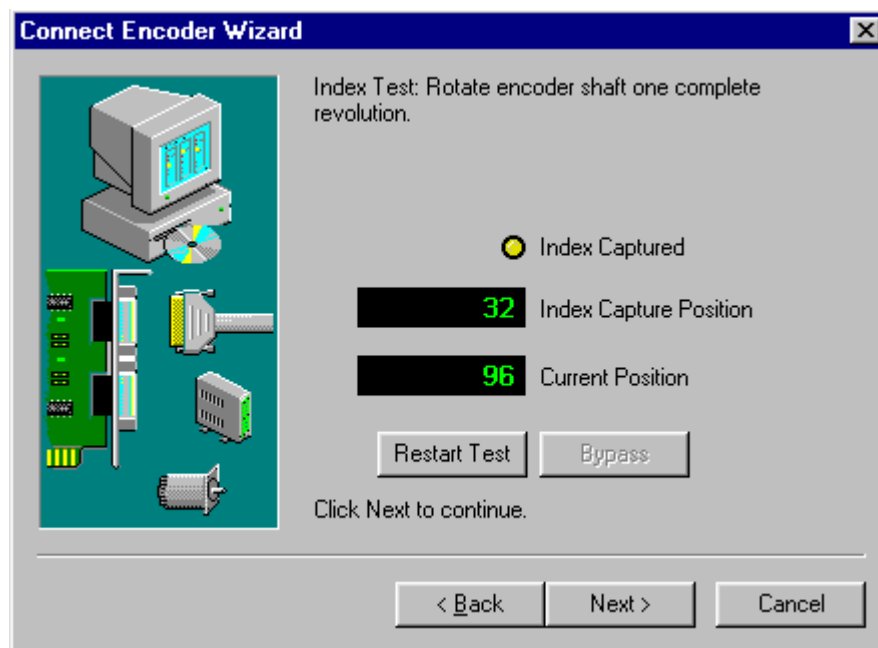 Connect Encoder Wizard
Index Test: Rotate encoder shaft one complete
revolution.
Index Captured
32 Index Capture Position
96 Current Position
Restart Test Bypass
Click Next to continue.
< Back Next > Cancel